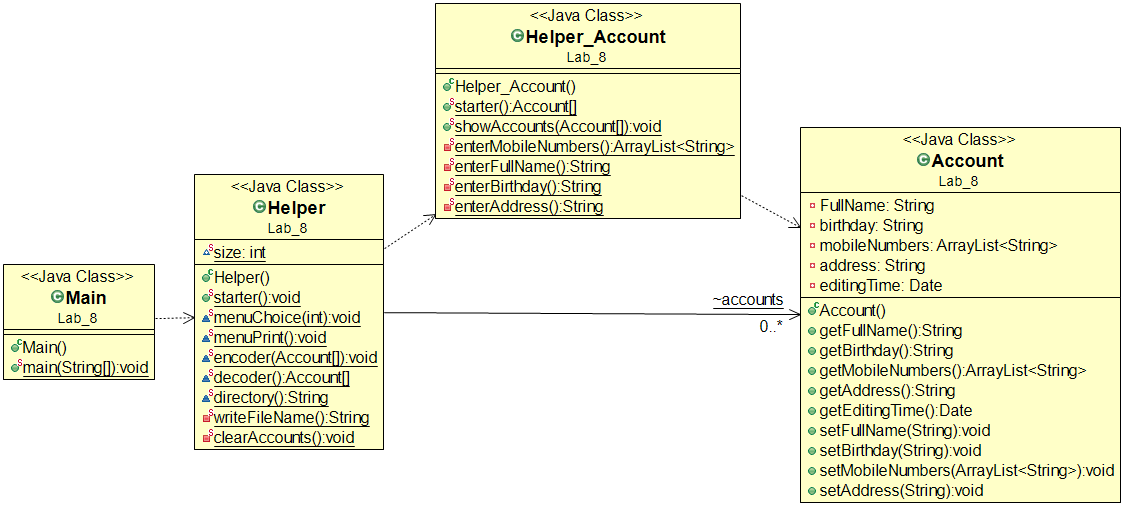 <<Java Class>>
Main
Lab_8
Main()
main(String[]):void
<<Java Class>>
Helper
Lab_8
size: int
Helper()
starter():void
menuChoice(int):void
menuPrint():void
encoder(Account[]):void
decoder():Account[]
directory():String
writeFileName():String
clearAccounts():void
<<Java Class>>
Helper_Account
Lab_8
Helper_Account()
starter():Account[]
showAccounts(Account[]):void
enterMobileNumbers():ArrayList<String>
enterFullName():String
enterBirthday():String
enterAddress():String
~accounts
0..*
<<Java Class>>
Account
Lab_8
FullName: String
birthday: String
mobileNumbers: ArrayList<String>
address: String
editingTime: Date
Account()
getFullName():String
getBirthday():String
getMobileNumbers():ArrayList<String>
getAddress():String
getEditingTime():Date
setFullName(String):void
setBirthday(String):void
setMobileNumbers(ArrayList<String>):void
setAddress(String):void